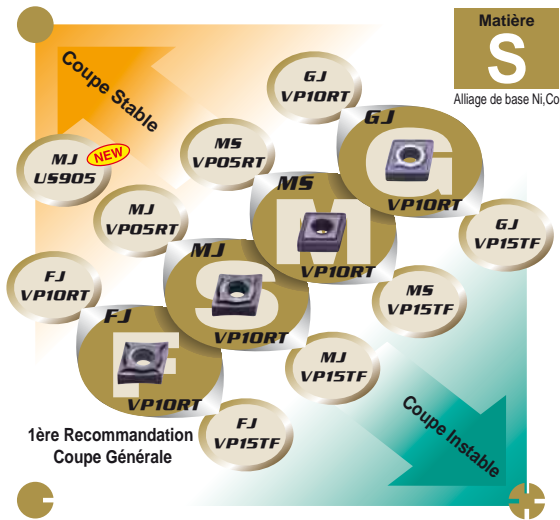 Matière
S
Alliage de base Ni,Co
Coupe Stable
GJ
VP10RT
MJ
US905
NEW
MS
VP05RT
GJ
G
VP10RT
MJ
VP05RT
MS
M
VP10RT
GJ
VP15TF
FJ
VP10RT
MJ
S
VP10RT
MS
VP15TF
FJ
F
VP10RT
MJ
VP15TF
FJ
VP15TF
Coupe Instable
1ère Recommandation
Coupe Générale